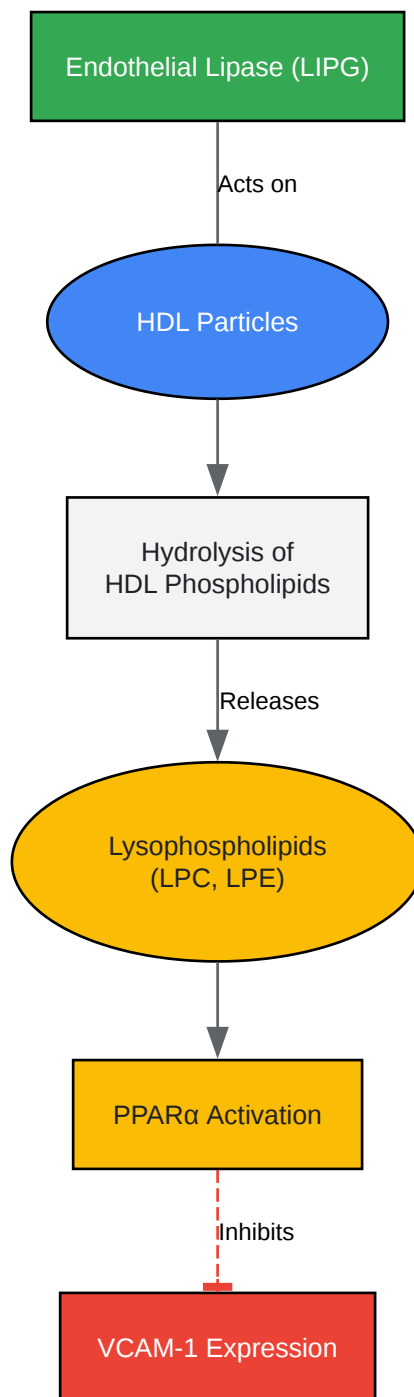 Endothelial Lipase (LIPG)
Acts on
HDL Particles
Hydrolysis of
HDL Phospholipids
Releases
Lysophospholipids
(LPC, LPE)
PPARα Activation
Inhibits
VCAM-1 Expression